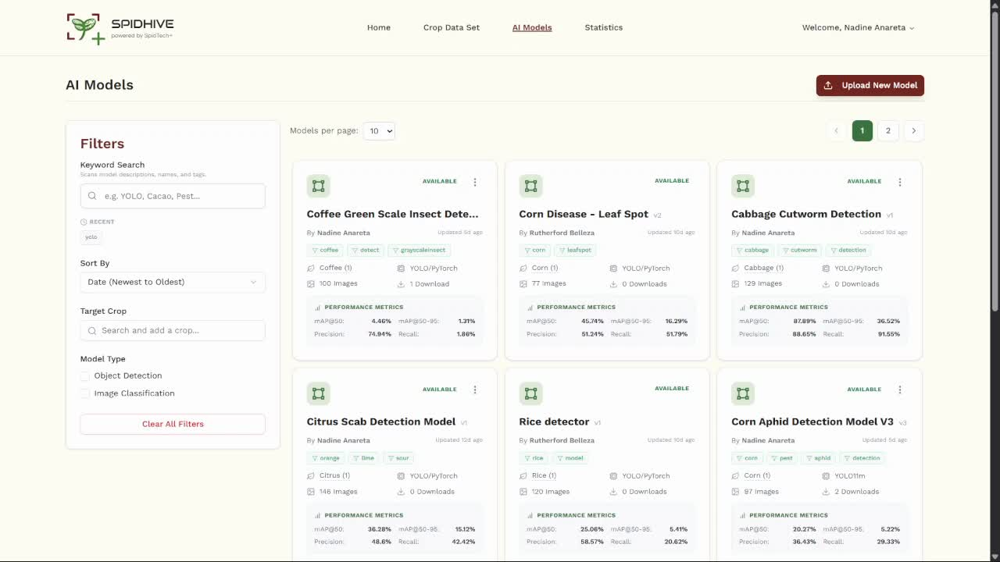 SPIDHIVE
powered by SpidTech+
Home
Crop Data Set
AI Models
Statistics
Welcome, Nadine Anareta
AI Models
Upload New Model
Filters
Keyword Search
Scans model descriptions, names, and tags.
e.g. YOLO, Cacao, Pest...
RECENT
yolo
Sort By
Date (Newest to Oldest)
Target Crop
Search and add a crop...
Model Type
Object Detection
Image Classification
Clear All Filters
Models per page: 10
1
2
AVAILABLE
Coffee Green Scale Insect Dete...
By Nadine Anareta Updated 5d ago
coffee detect grayscaleinsect
Coffee (1) YOLO/PyTorch
100 Images 1 Download
PERFORMANCE METRICS
mAP@50: 4.46% mAP@50-95: 1.31%
Precision: 74.94% Recall: 1.86%
AVAILABLE
Corn Disease - Leaf Spot v2
By Rutherford Belleza Updated 10d ago
corn leafspot
Corn (1) YOLO/PyTorch
77 Images 0 Downloads
PERFORMANCE METRICS
mAP@50: 45.74% mAP@50-95: 16.29%
Precision: 51.24% Recall: 51.79%
AVAILABLE
Cabbage Cutworm Detection v1
By Nadine Anareta Updated 10d ago
cabbage cutworm detection
Cabbage (1) YOLO/PyTorch
129 Images 0 Downloads
PERFORMANCE METRICS
mAP@50: 87.89% mAP@50-95: 36.52%
Precision: 88.65% Recall: 91.55%
AVAILABLE
Citrus Scab Detection Model v1
By Nadine Anareta Updated 12d ago
orange lime sour
Citrus (1) YOLO/PyTorch
146 Images 0 Downloads
PERFORMANCE METRICS
mAP@50: 36.28% mAP@50-95: 15.12%
Precision: 48.6% Recall: 42.42%
AVAILABLE
Rice detector v1
By Rutherford Belleza Updated 10d ago
rice model
Rice (1) YOLO/PyTorch
120 Images 0 Downloads
PERFORMANCE METRICS
mAP@50: 25.06% mAP@50-95: 5.41%
Precision: 58.57% Recall: 20.62%
AVAILABLE
Corn Aphid Detection Model V3 v3
By Nadine Anareta Updated 5d ago
corn pest aphid detection
Corn (1) YOLO11m
97 Images 2 Downloads
PERFORMANCE METRICS
mAP@50: 20.27% mAP@50-95: 5.22%
Precision: 36.43% Recall: 29.33%